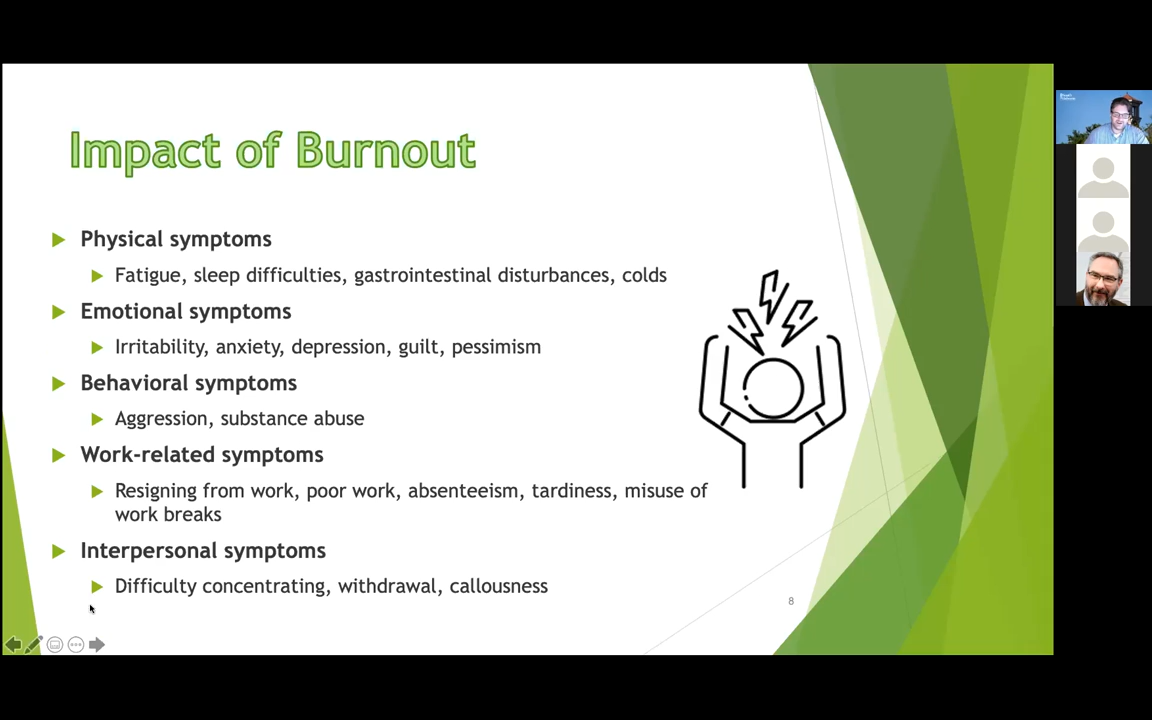 Impact of Burnout
Physical symptoms
Fatigue, sleep difficulties, gastrointestinal disturbances, colds
Emotional symptoms
Irritability, anxiety, depression, guilt, pessimism
Behavioral symptoms
Aggression, substance abuse
Work-related symptoms
Resigning from work, poor work, absenteeism, tardiness, misuse of
work breaks
Interpersonal symptoms
Difficulty concentrating, withdrawal, callousness
8